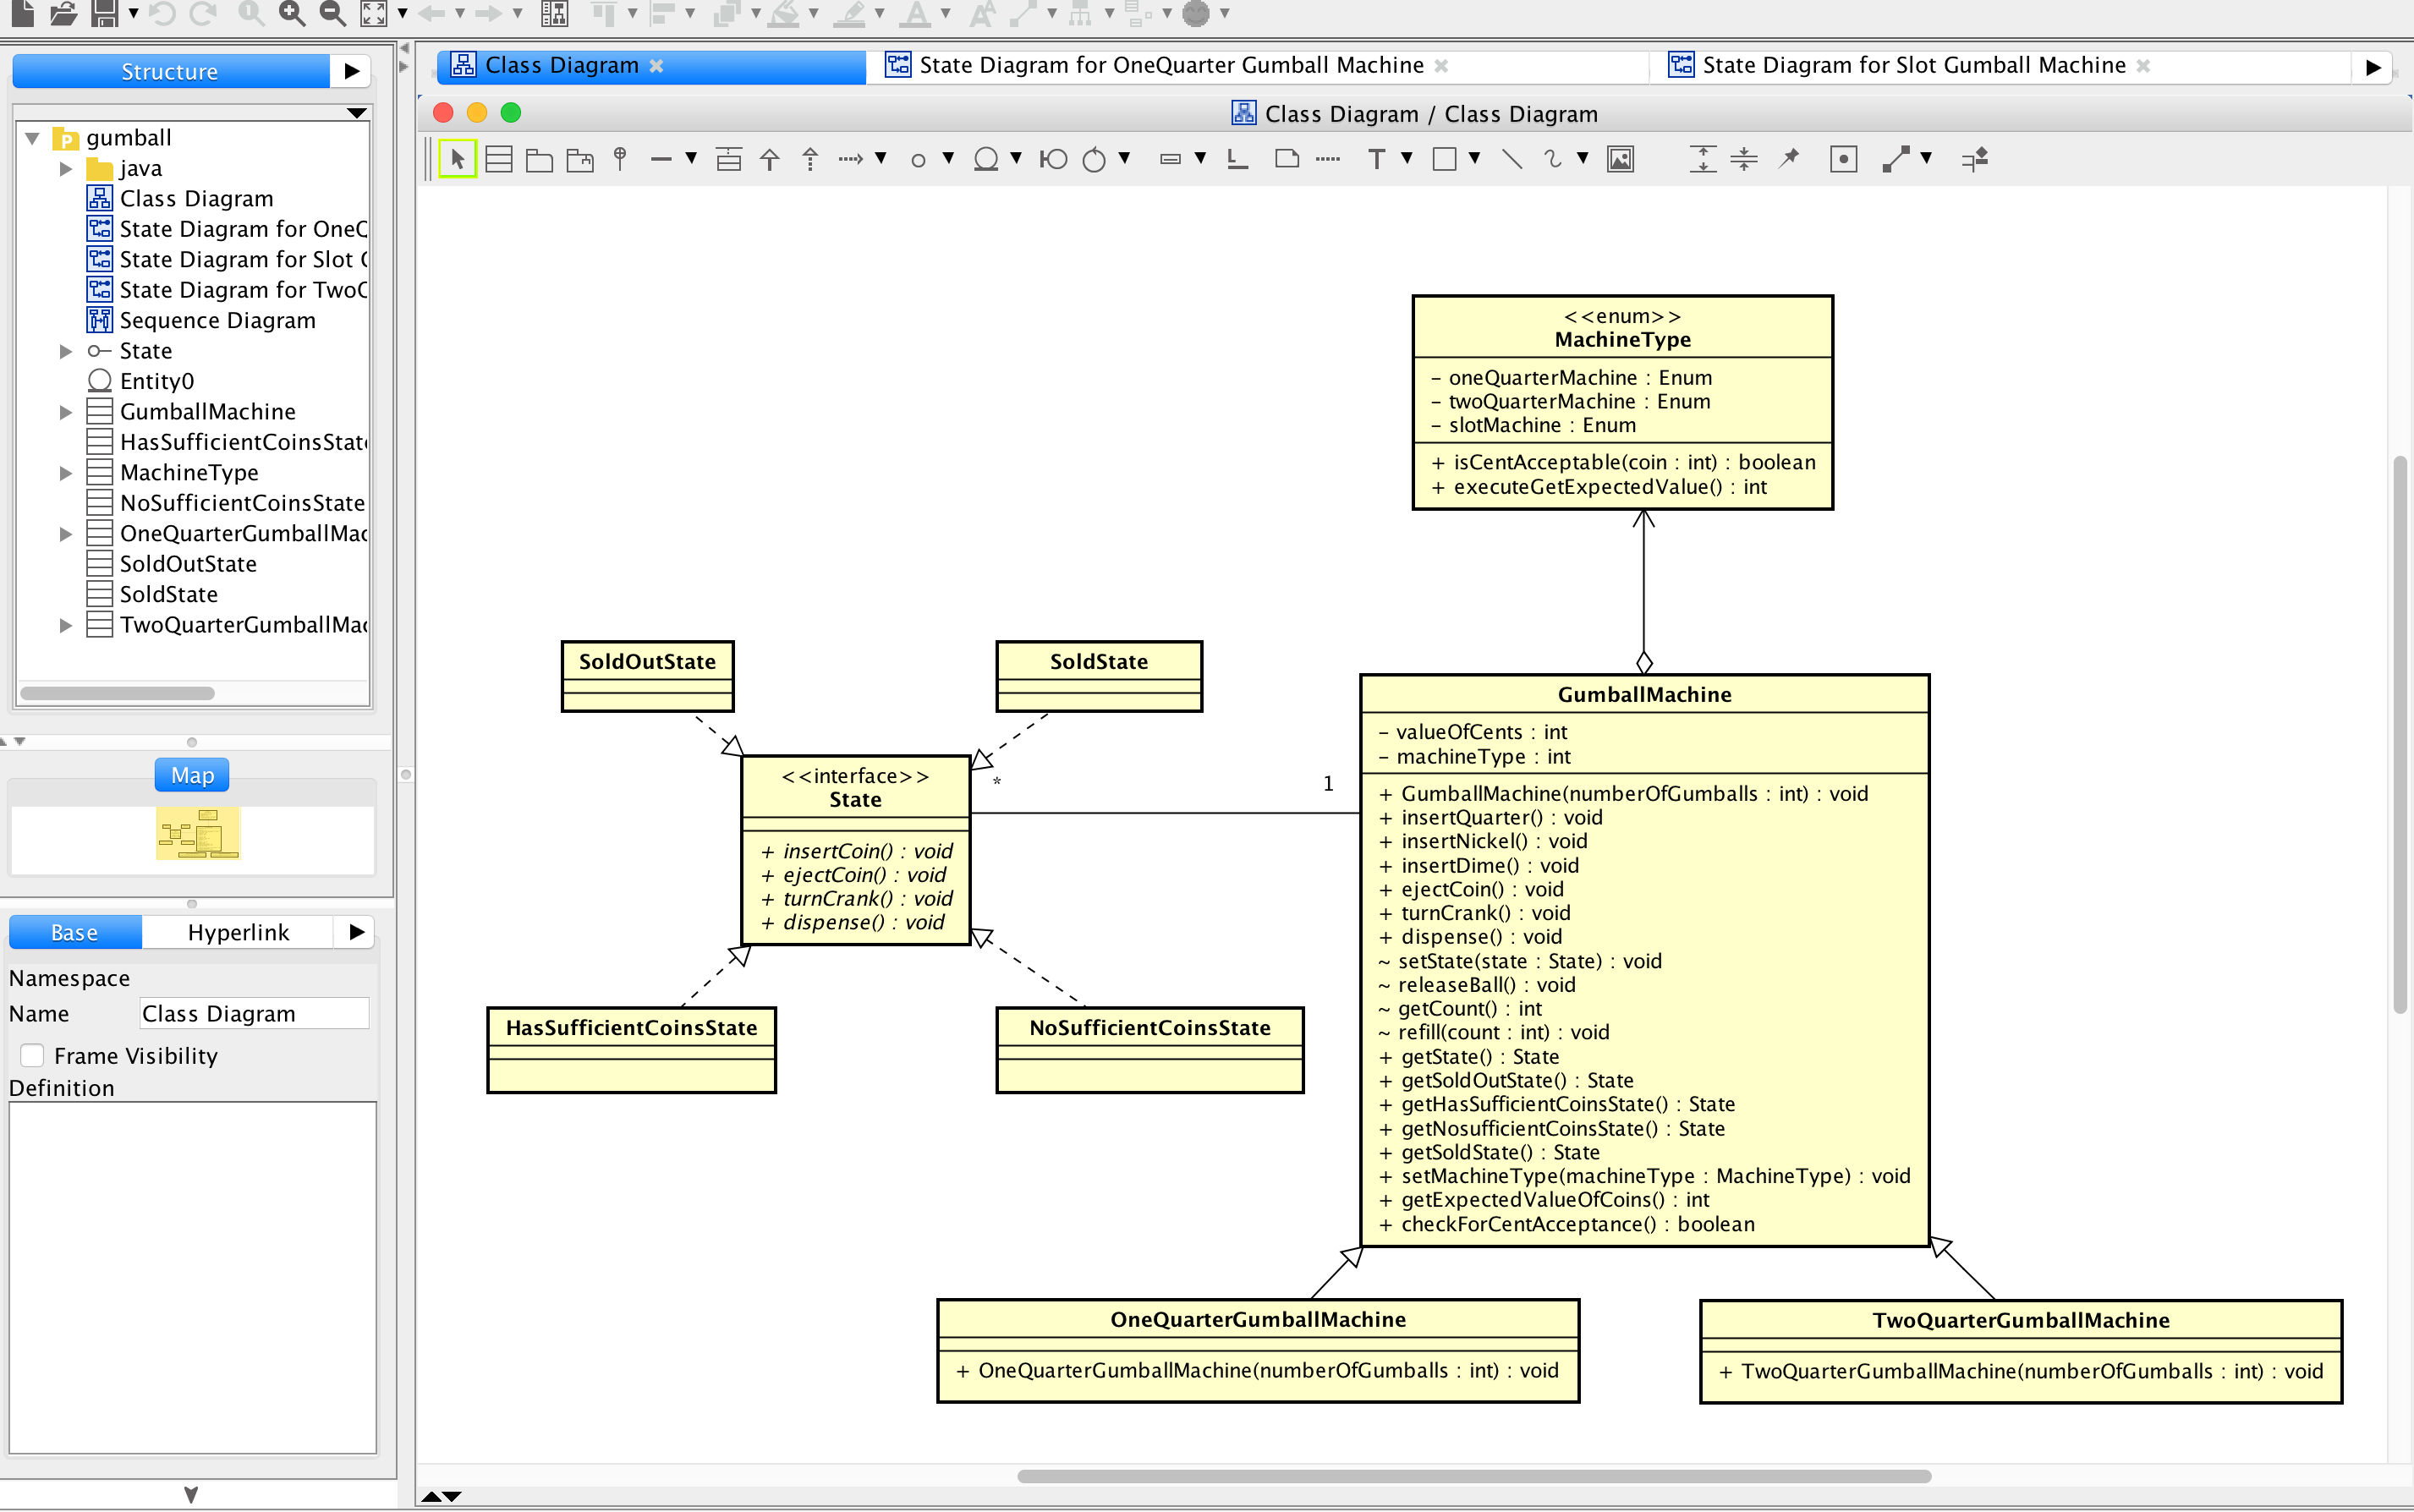 Structure
gumball
java
Class Diagram
State Diagram for OneQ
State Diagram for Slot
State Diagram for Two
Sequence Diagram
State
Entity0
GumballMachine
HasSufficientCoinsState
MachineType
NoSufficientCoinsState
OneQuarterGumballMac
SoldOutState
SoldState
TwoQuarterGumballMac
Map
Base
Hyperlink
Namespace
Name
Class Diagram
Frame Visibility
Definition
Class Diagram
State Diagram for OneQuarter Gumball Machine
State Diagram for Slot Gumball Machine
Class Diagram / Class Diagram
<<enum>>
MachineType
- oneQuarterMachine : Enum
- twoQuarterMachine : Enum
- slotMachine : Enum
+ isCentAcceptable(coin : int) : boolean
+ executeGetExpectedValue() : int
SoldOutState
SoldState
<<interface>>
State
+ insertCoin() : void
+ ejectCoin() : void
+ turnCrank() : void
+ dispense() : void
*
1
HasSufficientCoinsState
NoSufficientCoinsState
GumballMachine
- valueOfCents : int
- machineType : int
+ GumballMachine(numberOfGumballs : int) : void
+ insertQuarter() : void
+ insertNickel() : void
+ insertDime() : void
+ ejectCoin() : void
+ turnCrank() : void
+ dispense() : void
~ setState(state : State) : void
~ releaseBall() : void
~ getCount() : int
~ refill(count : int) : void
+ getState() : State
+ getSoldOutState() : State
+ getHasSufficientCoinsState() : State
+ getNosufficientCoinsState() : State
+ getSoldState() : State
+ setMachineType(machineType : MachineType) : void
+ getExpectedValueOfCoins() : int
+ checkForCentAcceptance() : boolean
OneQuarterGumballMachine
+ OneQuarterGumballMachine(numberOfGumballs : int) : void
TwoQuarterGumballMachine
+ TwoQuarterGumballMachine(numberOfGumballs : int) : void